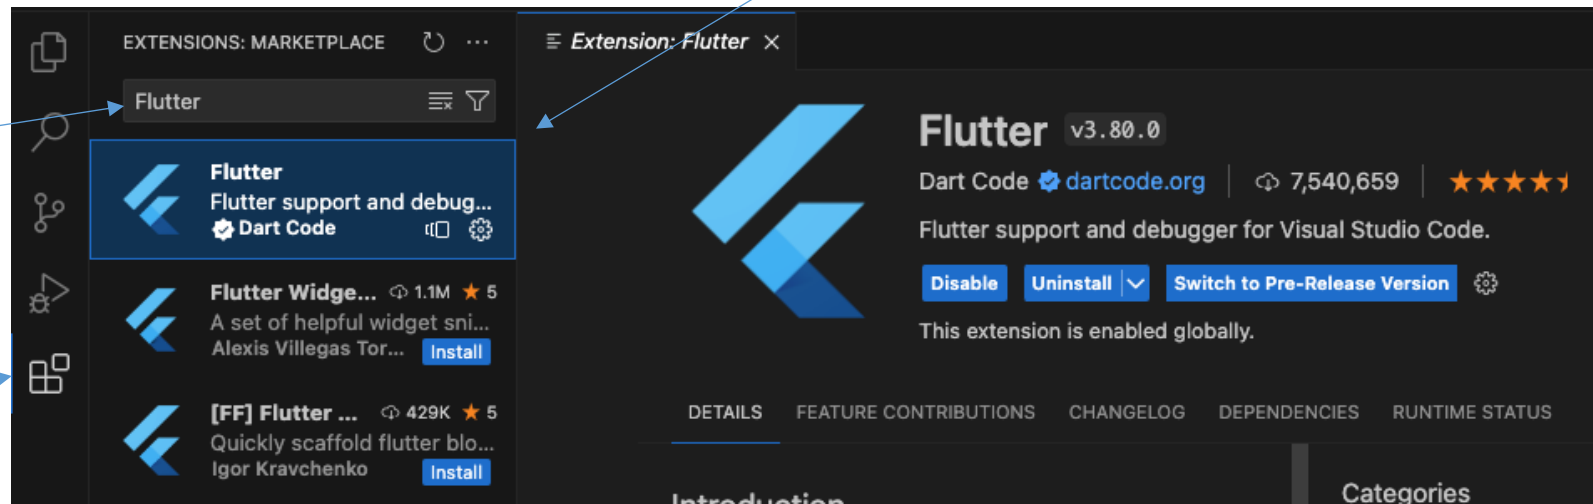 EXTENSIONS: MARKETPLACE
Flutter
Flutter
Flutter support and debug...
Dart Code
Flutter Widge... 1.1M 5
A set of helpful widget sni...
Alexis Villegas Tor... Install
[FF] Flutter ... 429K 5
Quickly scaffold flutter blo...
Igor Kravchenko Install
Extension: Flutter
Flutter v3.80.0
Dart Code dartcode.org 7,540,659
Flutter support and debugger for Visual Studio Code.
Disable Uninstall Switch to Pre-Release Version
This extension is enabled globally.
DETAILS FEATURE CONTRIBUTIONS CHANGELOG DEPENDENCIES RUNTIME STATUS
Introduction
Categories